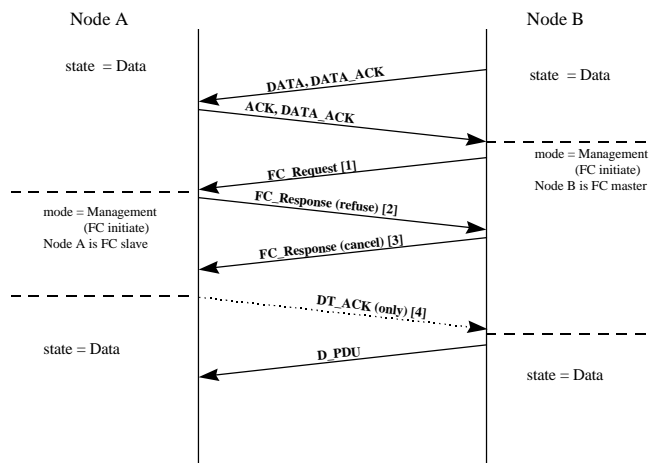 Node A
Node B
state = Data
state = Data
DATA, DATA_ACK
ACK, DATA_ACK
mode = Management
(FC initiate)
Node B is FC master
FC_Request [1]
FC_Response (refuse) [2]
mode = Management
(FC initiate)
Node A is FC slave
FC_Response (cancel) [3]
DT_ACK (only) [4]
state = Data
D_PDU
state = Data